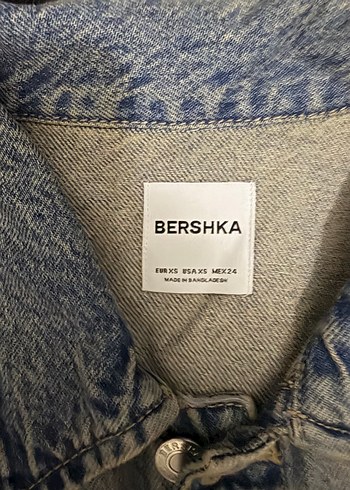 BERSHKA
EUR XS USA XS MEX 24
MADE IN BANGLADESH